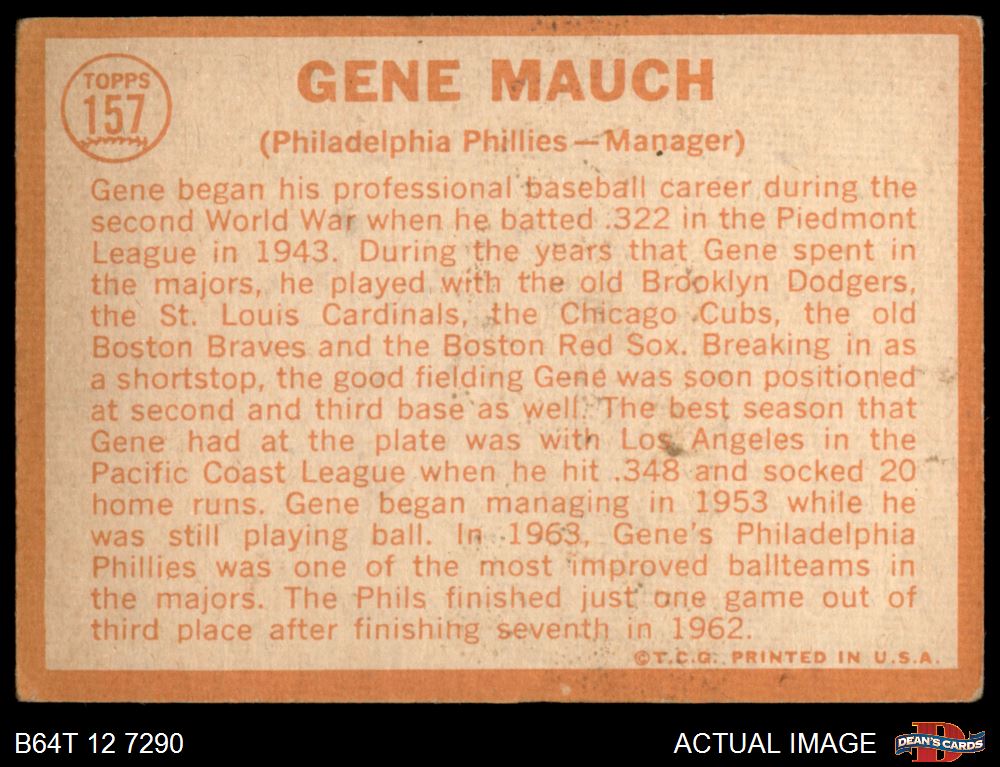 TOPPS
157
GENE MAUCH
(Philadelphia Phillies—Manager)
Gene began his professional baseball career during the
second World War when he batted .322 in the Piedmont
League in 1943. During the years that Gene spent in
the majors, he played with the old Brooklyn Dodgers,
the St. Louis Cardinals, the Chicago Cubs, the old
Boston Braves and the Boston Red Sox. Breaking in as
a shortstop, the good fielding Gene was soon positioned
at second and third base as well. The best season that
Gene had at the plate was with Los Angeles in the
Pacific Coast League when he hit .348 and socked 20
home runs. Gene began managing in 1953 while he
was still playing ball. In 1963, Gene's Philadelphia
Phillies was one of the most improved ballteams in
the majors. The Phils finished just one game out of
third place after finishing seventh in 1962.
©T.C.G. PRINTED IN U.S.A.
B64T 12 7290
ACTUAL IMAGE
D
DEAN'S CARDS